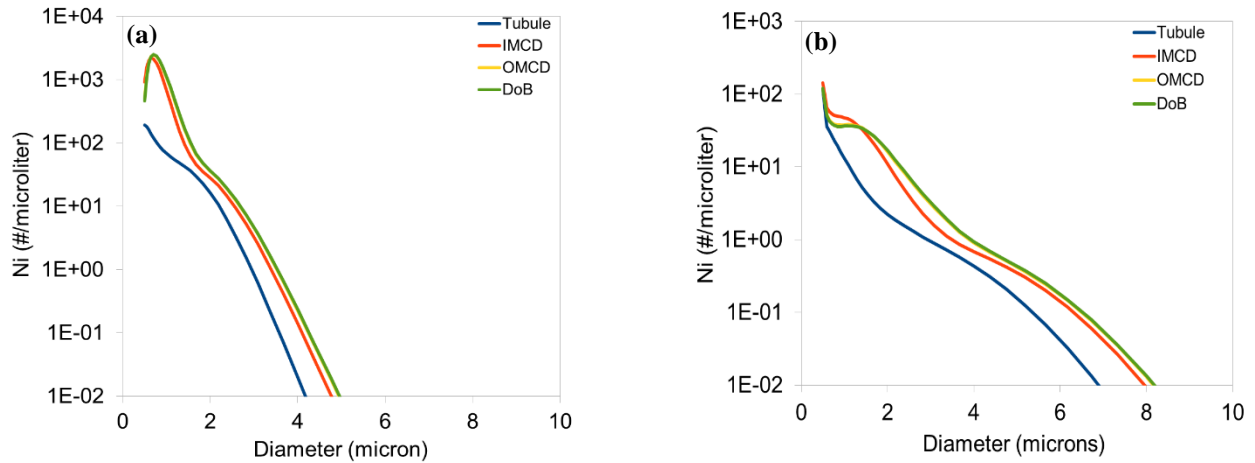 (a)
1E+04
1E+03
1E+02
1E+01
1E+00
1E-01
1E-02
Ni (#/microliter)
0 2 4 6 8 10
Diameter (micron)
Tubule
IMCD
OMCD
DoB
(b)
1E+03
1E+02
1E+01
1E+00
1E-01
1E-02
Ni (#/microliter)
0 2 4 6 8 10
Diameter (microns)
Tubule
IMCD
OMCD
DoB